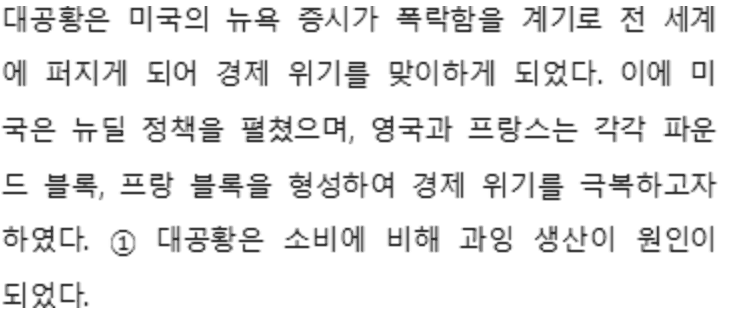 대공황은 미국의 뉴욕 증시가 폭락함을 계기로 전 세계
에 퍼지게 되어 경제 위기를 맞이하게 되었다. 이에 미
국은 뉴딜 정책을 펼쳤으며, 영국과 프랑스는 각각 파운
드 블록, 프랑 블록을 형성하여 경제 위기를 극복하고자
하였다. ① 대공황은 소비에 비해 과잉 생산이 원인이
되었다.